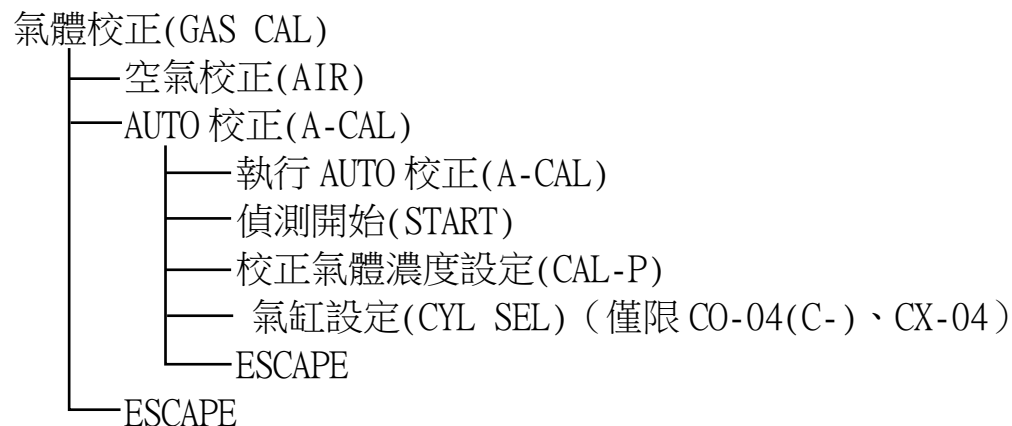 氣體校正(GAS CAL)
空氣校正(AIR)
AUTO 校正(A-CAL)
執行 AUTO 校正(A-CAL)
偵測開始(START)
校正氣體濃度設定(CAL-P)
氣缸設定(CYL SEL)（僅限 CO-04(C-)、CX-04）
ESCAPE
ESCAPE